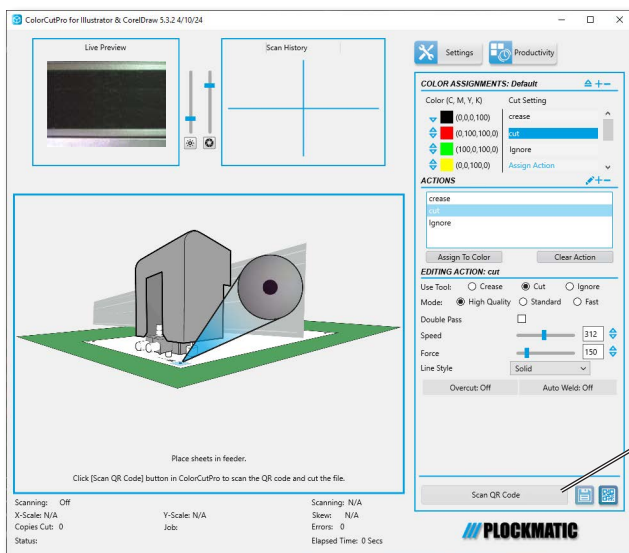 ColorCutPro for Illustrator & CorelDraw 5.3.2 4/10/24
Live Preview
Scan History
Settings
Productivity
COLOR ASSIGNMENTS: Default
Color (C, M, Y, K) Cut Setting
(0,0,0,100) crease
(0,100,100,0) cut
(100,0,100,0) Ignore
(0,0,100,0) Assign Action
ACTIONS
crease
cut
Ignore
Assign To Color Clear Action
EDITING ACTION: cut
Use Tool: Crease Cut Ignore
Mode: High Quality Standard Fast
Double Pass
Speed 312
Force 150
Line Style Solid
Overcut: Off Auto Weld: Off
Place sheets in feeder.
Click [Scan QR Code] button in ColorCutPro to scan the QR code and cut the file.
Scan QR Code
Scanning: Off Scanning: N/A
X-Scale: N/A Y-Scale: N/A Skew: N/A
Copies Cut: 0 Job: Errors: 0
Status: Elapsed Time: 0 Secs
PLOCKMATIC